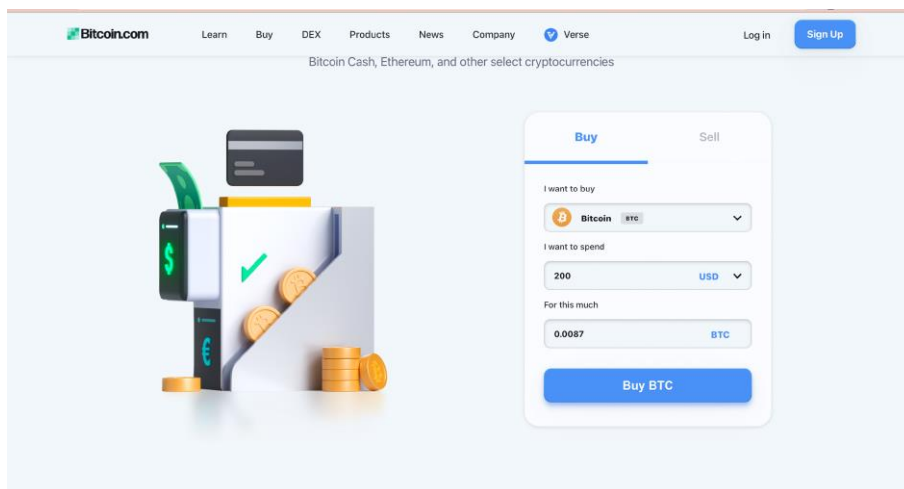 Bitcoin.com Learn Buy DEX Products News Company Verse Log in Sign Up
Bitcoin Cash, Ethereum, and other select cryptocurrencies
Buy Sell
I want to buy
Bitcoin BTC
I want to spend
200 USD
For this much
0.0087 BTC
Buy BTC
$
€